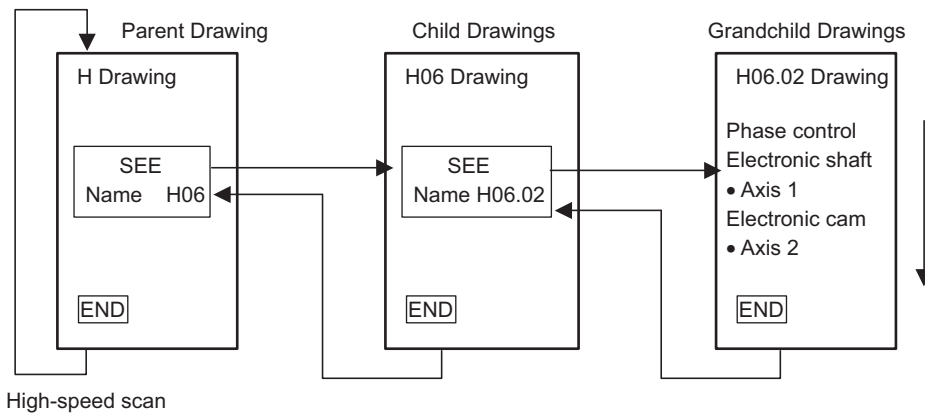 Parent Drawing
Child Drawings
Grandchild Drawings
H Drawing
SEE
Name H06
END
H06 Drawing
SEE
Name H06.02
END
H06.02 Drawing
Phase control
Electronic shaft
• Axis 1
Electronic cam
• Axis 2
END
High-speed scan